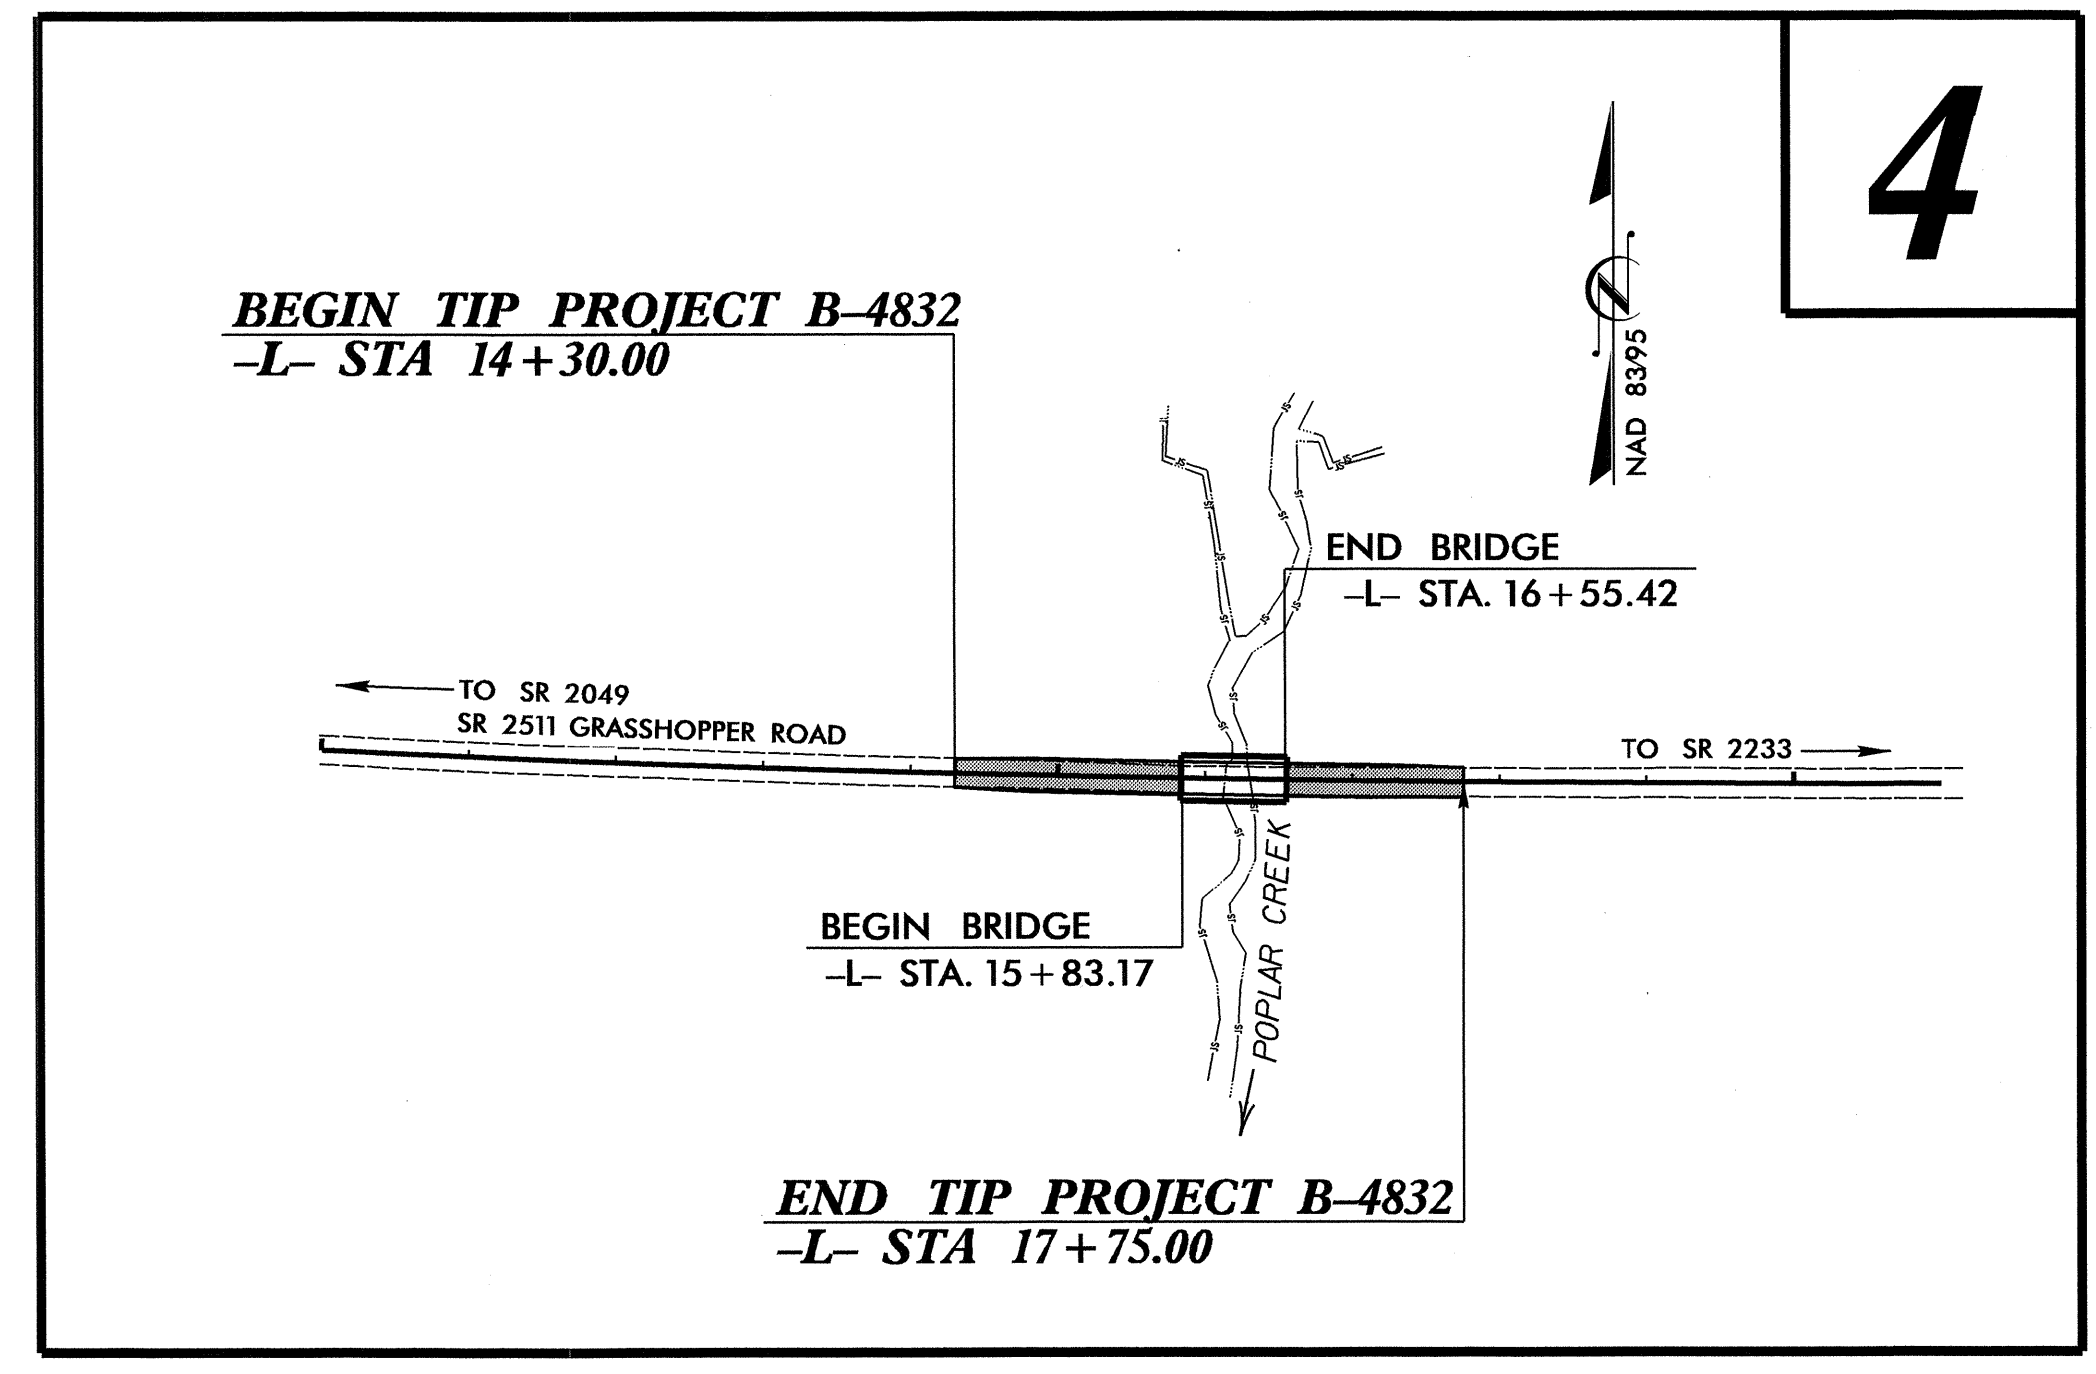 4
BEGIN TIP PROJECT B–4832
–L– STA 14+30.00
NAD 83/95
END BRIDGE
–L– STA. 16+55.42
TO SR 2049
SR 2511 GRASSHOPPER ROAD
TO SR 2233
BEGIN BRIDGE
–L– STA. 15+83.17
POPLAR CREEK
END TIP PROJECT B–4832
–L– STA 17+75.00